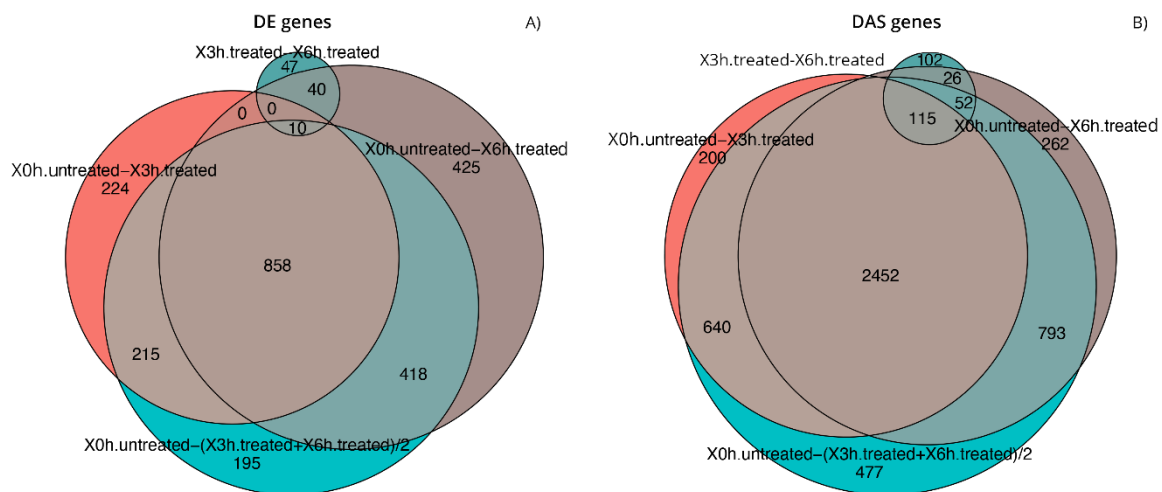 DE genes
A)
X3h.treated–X6h.treated
47
40
0
0
10
X0h.untreated–X6h.treated
425
X0h.untreated–X3h.treated
224
858
215
418
X0h.untreated–(X3h.treated+X6h.treated)/2
195
DAS genes
B)
X3h.treated-X6h.treated
102
26
52
115
X0h.untreated–X6h.treated
262
X0h.untreated–X3h.treated
200
2452
640
793
X0h.untreated–(X3h.treated+X6h.treated)/2
477